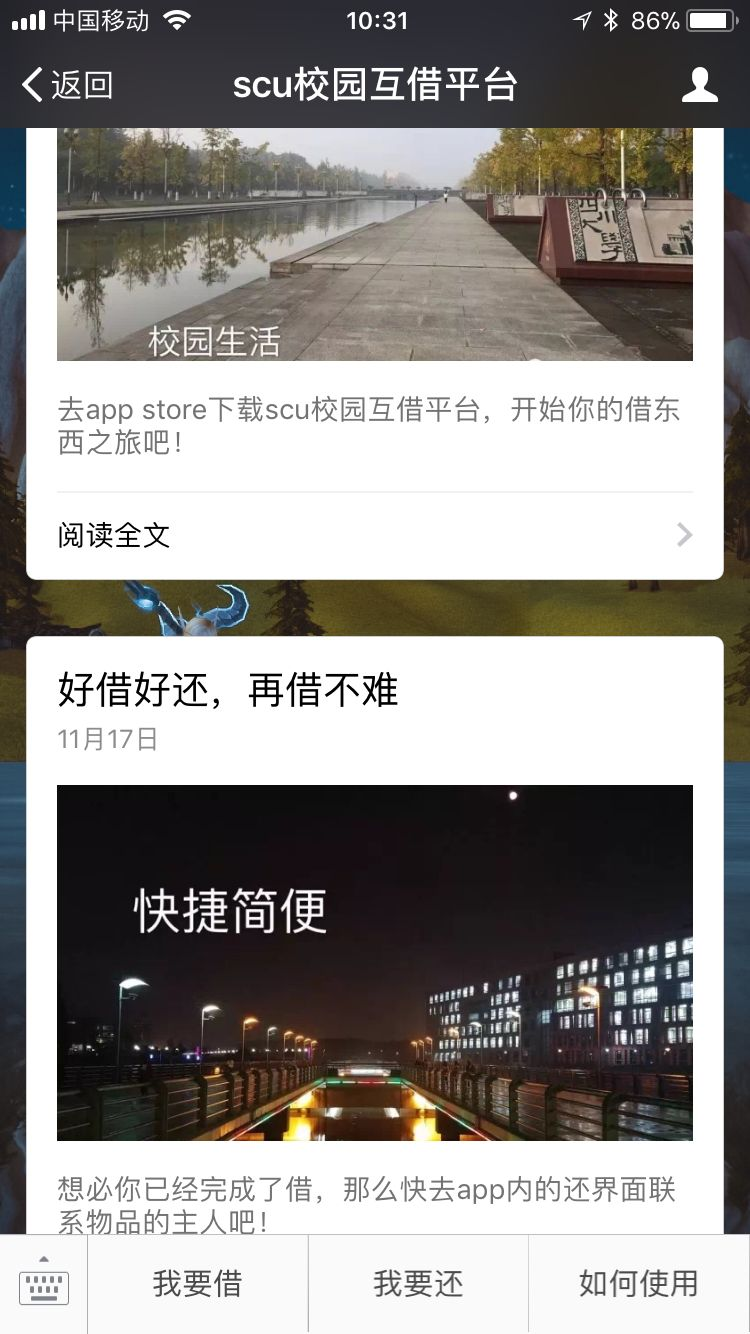 中国移动
10:31
86%
返回
scu校园互借平台
四川大學
校园生活
去app store下载scu校园互借平台，开始你的借东
西之旅吧！
阅读全文
好借好还，再借不难
11月17日
快捷简便
想必你已经完成了借，那么快去app内的还界面联
系物品的主人吧！
我要借
我要还
如何使用